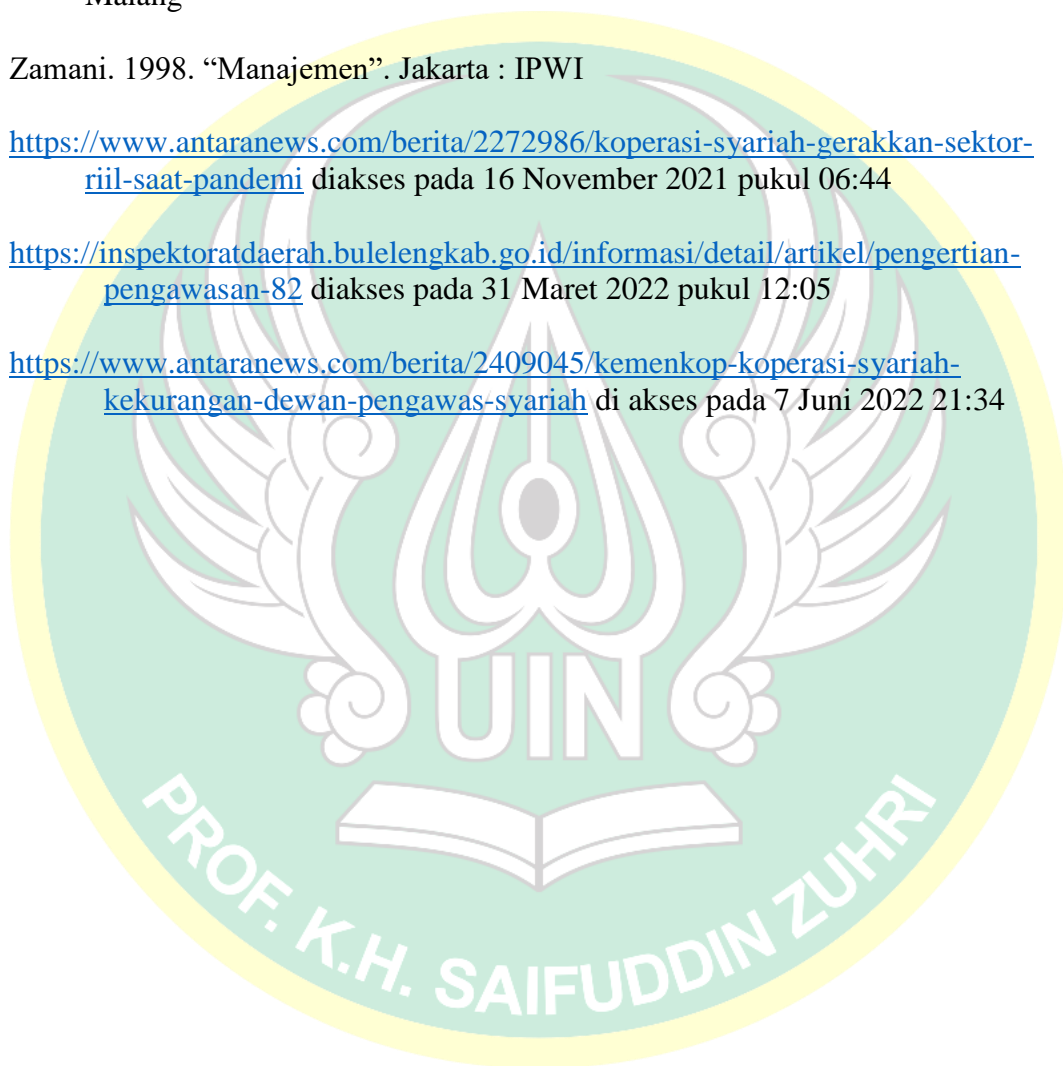 Malang
Zamani. 1998. “Manajemen”. Jakarta : IPWI
https://www.antaranews.com/berita/2272986/koperasi-syariah-gerakkan-sektor-
riil-saat-pandemi diakses pada 16 November 2021 pukul 06:44
https://inspektoratdaerah.bulelengkab.go.id/informasi/detail/artikel/pengertian-
pengawasan-82 diakses pada 31 Maret 2022 pukul 12:05
https://www.antaranews.com/berita/2409045/kemenkop-koperasi-syariah-
kekurangan-dewan-pengawas-syariah di akses pada 7 Juni 2022 21:34
UIN
PROF. K.H. SAIFUDDIN ZUHRI